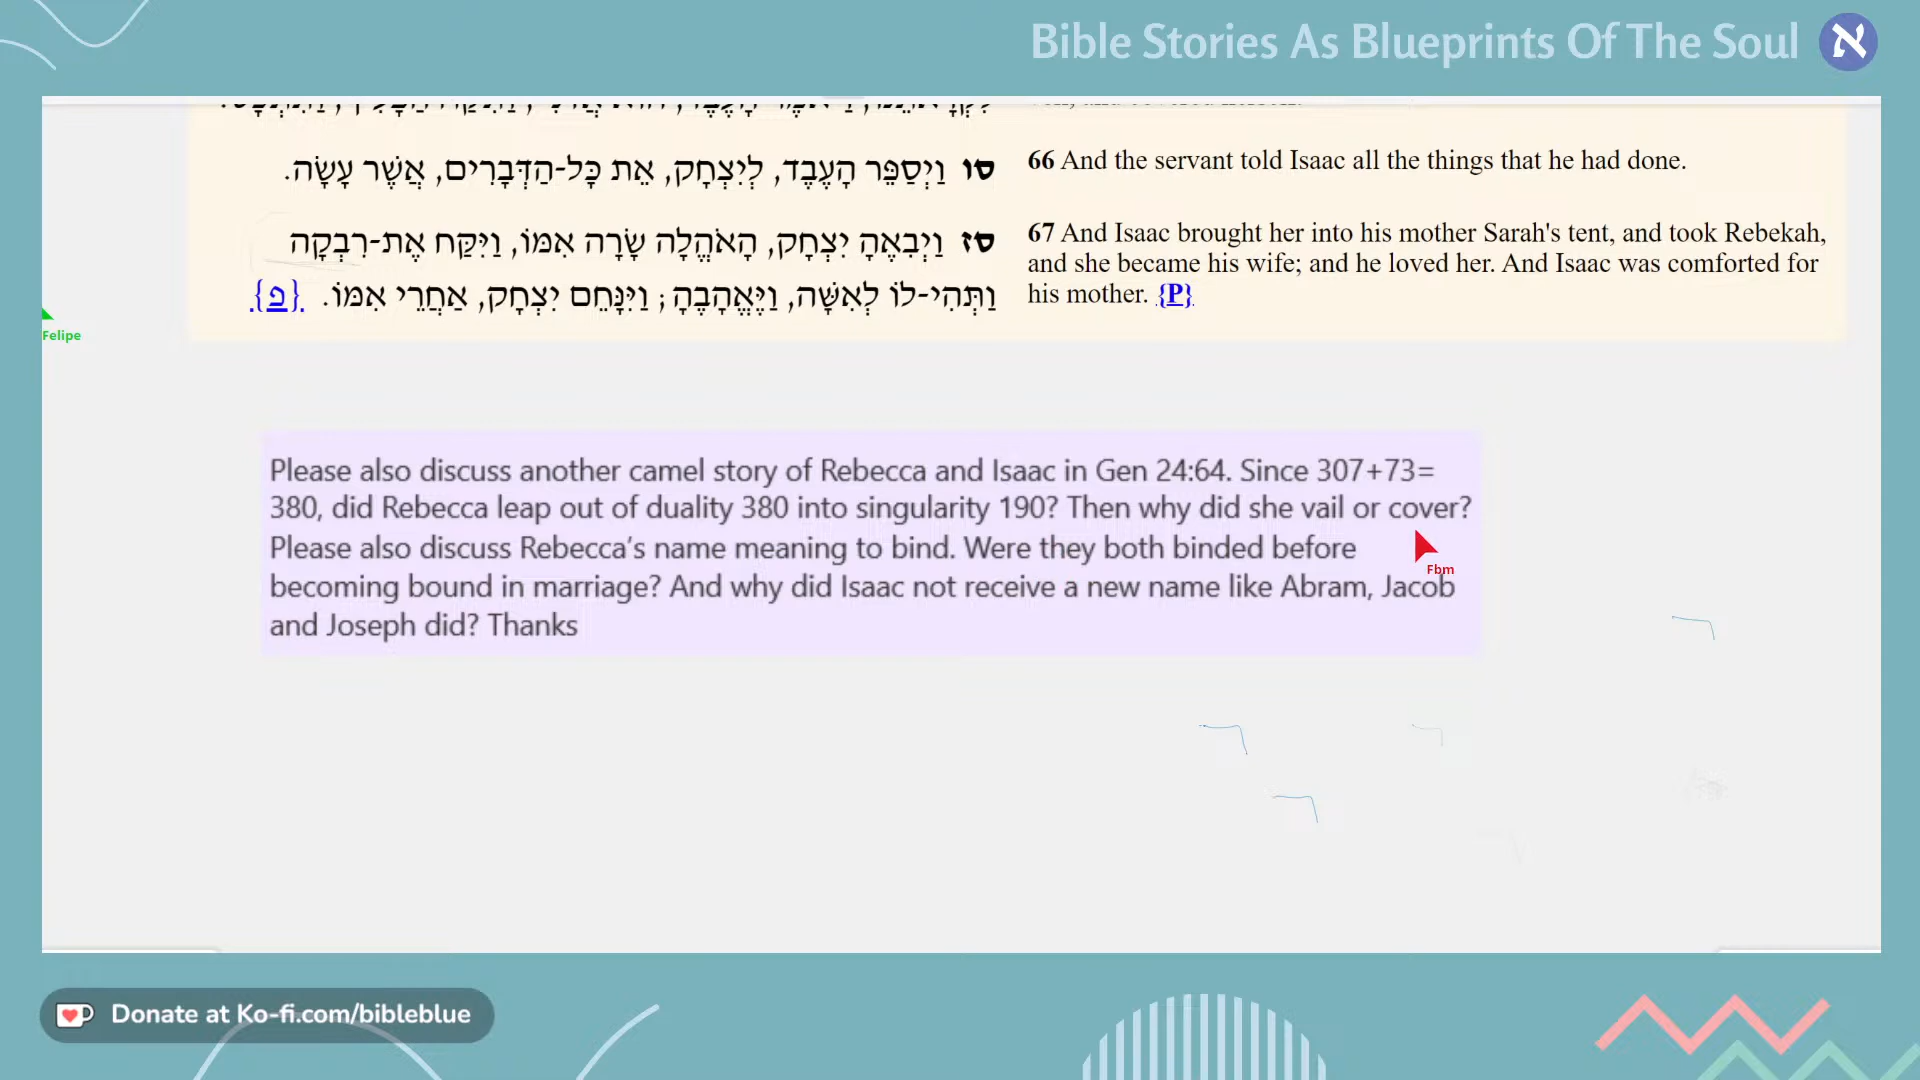 Bible Stories As Blueprints Of The Soul
סו וַיְסַפֵּר הָעֶבֶד, לְיִצְחָק, אֵת כָּל-הַדְּבָרִים, אֲשֶׁר עָשָׂה.
66 And the servant told Isaac all the things that he had done.
סז וַיְבִאֶהָ יִצְחָק, הָאֹהֱלָה שָׂרָה אִמּוֹ, וַיִּקַּח אֶת-רִבְקָה
וַתְּהִי-לוֹ לְאִשָּׁה, וַיֶּאֱהָבֶהָ; וַיִּנָּחֵם יִצְחָק, אַחֲרֵי אִמּוֹ. {פ}
67 And Isaac brought her into his mother Sarah's tent, and took Rebekah,
and she became his wife; and he loved her. And Isaac was comforted for
his mother. {P}
Felipe
Please also discuss another camel story of Rebecca and Isaac in Gen 24:64. Since 307+73=
380, did Rebecca leap out of duality 380 into singularity 190? Then why did she vail or cover?
Please also discuss Rebecca's name meaning to bind. Were they both binded before
becoming bound in marriage? And why did Isaac not receive a new name like Abram, Jacob
and Joseph did? Thanks
Fbm
Donate at Ko-fi.com/bibleblue